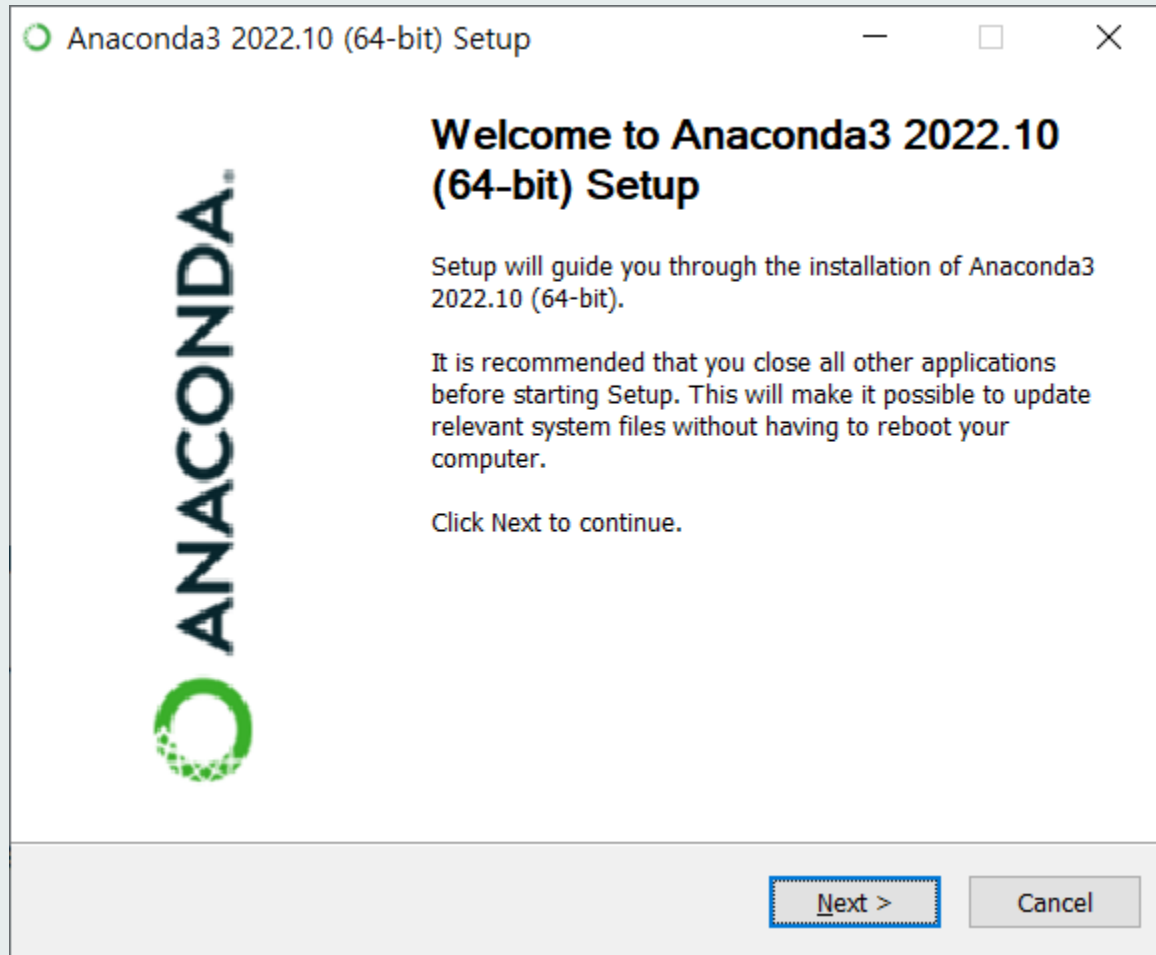 Anaconda3 2022.10 (64-bit) Setup
Welcome to Anaconda3 2022.10
(64-bit) Setup
Setup will guide you through the installation of Anaconda3
2022.10 (64-bit).
It is recommended that you close all other applications
before starting Setup. This will make it possible to update
relevant system files without having to reboot your
computer.
Click Next to continue.
ANACONDA.
Next >
Cancel